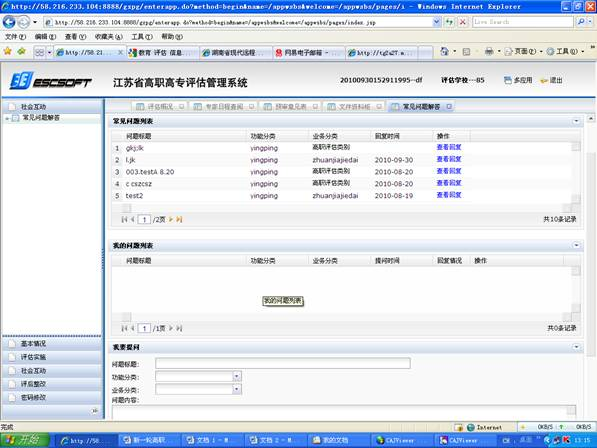 http://58.216.233.104:8888/gzpg/enterapp.do?method=begin&name=/appwsbs&welcome=/appwsbs/pages/i - Windows Internet Explorer
http://58.216.233.104:8888/gzpg/enterapp.do?method=begin&name=/appwsbs&welcome=/appwsbs/pages/index.jsp
Live Search
文件(F) 编辑(E) 查看(V) 收藏夹(A) 工具(T) 帮助(H)
http://58.21... 教育 评估 信息... 湖南省现代远程... 网易电子邮箱 - ... http://tg2a2T.m... 页面(P) 工具(O)
ESCSOFT 江苏省高职高专评估管理系统 20100930152911995--df 评估学校---85 多应用 退出
社会互动
常见问题解答
评估概况 专家日程查阅 预审意见表 文件资料柜 常见问题解答
常见问题列表
问题标题 功能分类 业务分类 回复时间 操作
1 gkj;lk yingping 高职评估类别 查看回复
2 l.jk yingping zhuanjiajiedai 2010-09-30 查看回复
3 003.testA 8.20 yingping 高职评估类别 2010-08-20 查看回复
4 c cszcsz yingping 高职评估类别 2010-08-20 查看回复
5 test2 yingping zhuanjiajiedai 2010-08-19 查看回复
1 /2页 共10条记录
我的问题列表
问题标题 功能分类 业务分类 提问时间 回复情况 操作
我的问题列表
1 /1页 共0条记录
基本情况
评估实施
社会互动
评后整改
密码修改
我要提问
问题标题:
功能分类:
业务分类:
问题内容:
完成 Internet 0KB/S 0KB/S
开始 http://58.... 新一轮高职... 文档 1 - M... 文档 2 - M... 我的文档 CAJViewer ... CAJViewer ... CH 桌面 13:15